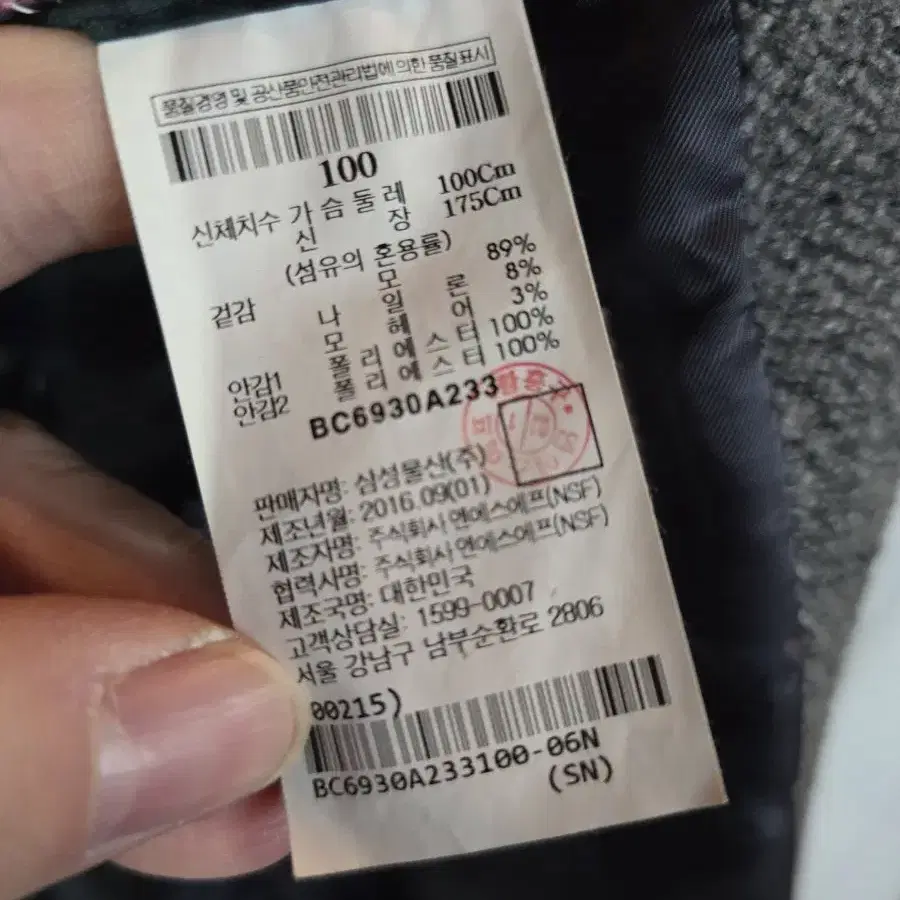 품질경영 및 공산품안전관리법에 의한 품질표시
100
신체치수 가슴둘레 100Cm
신장 175Cm
(섬유의 혼용률)
겉감 모 89%
나일론 8%
모헤어 3%
안감1 폴리에스터 100%
안감2 폴리에스터 100%
BC6930A233
판매자명: 삼성물산(주)
제조년월: 2016.09(01)
제조자명: 주식회사 엔에스에프(NSF)
협력사명: 주식회사 엔에스에프(NSF)
제조국명: 대한민국
고객상담실: 1599-0007
서울 강남구 남부순환로 2806
00215)
BC6930A233100-06N
(SN)